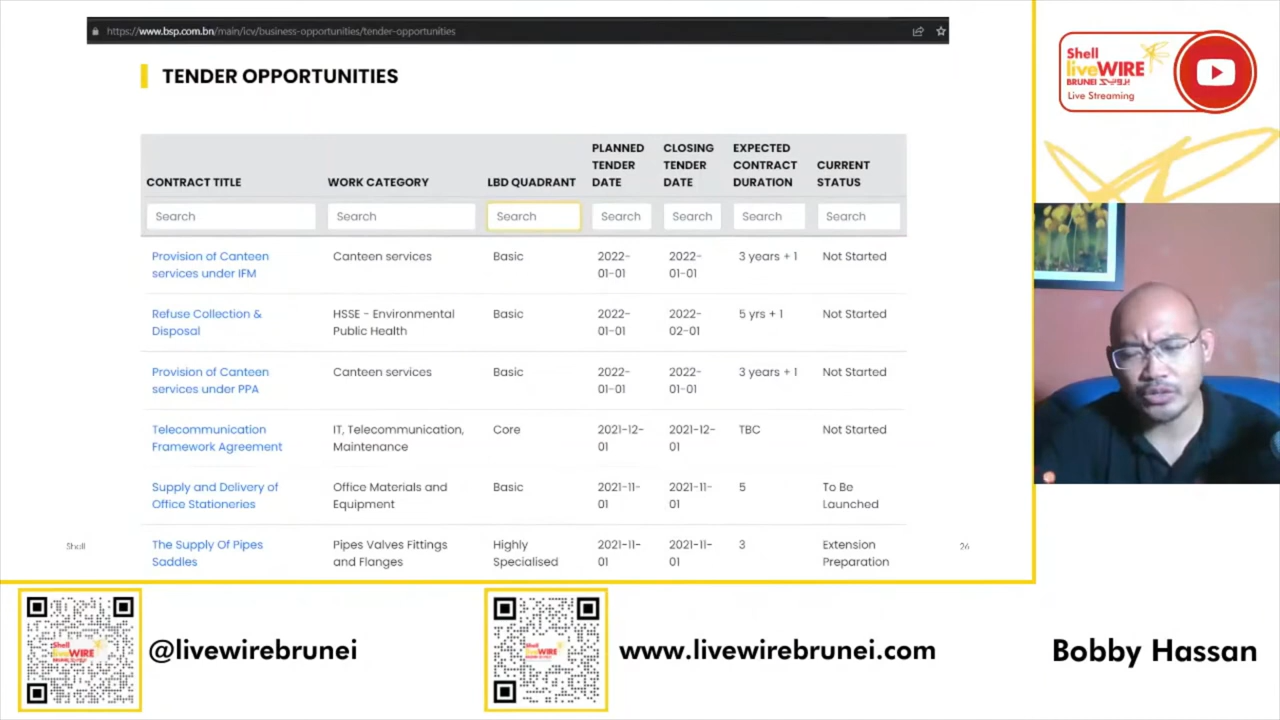 https://www.bsp.com.bn/main/icv/business-opportunities/tender-opportunities
TENDER OPPORTUNITIES
CONTRACT TITLE
WORK CATEGORY
LBD QUADRANT
PLANNED
TENDER
DATE
CLOSING
TENDER
DATE
EXPECTED
CONTRACT
DURATION
CURRENT
STATUS
Search
Search
Search
Search
Search
Search
Search
Provision of Canteen
services under IFM
Canteen services
Basic
2022-
01-01
2022-
01-01
3 years + 1
Not Started
Refuse Collection &
Disposal
HSSE - Environmental
Public Health
Basic
2022-
01-01
2022-
02-01
5 yrs + 1
Not Started
Provision of Canteen
services under PPA
Canteen services
Basic
2022-
01-01
2022-
01-01
3 years + 1
Not Started
Telecommunication
Framework Agreement
IT, Telecommunication,
Maintenance
Core
2021-12-
01
2021-12-
01
TBC
Not Started
Supply and Delivery of
Office Stationeries
Office Materials and
Equipment
Basic
2021-11-
01
2021-11-
01
5
To Be
Launched
The Supply Of Pipes
Saddles
Pipes Valves Fittings
and Flanges
Highly
Specialised
2021-11-
01
2021-11-
01
3
Extension
Preparation
Shell
26
Shell
liveWIRE
BRUNEI
Live Streaming
@livewirebrunei
www.livewirebrunei.com
Bobby Hassan